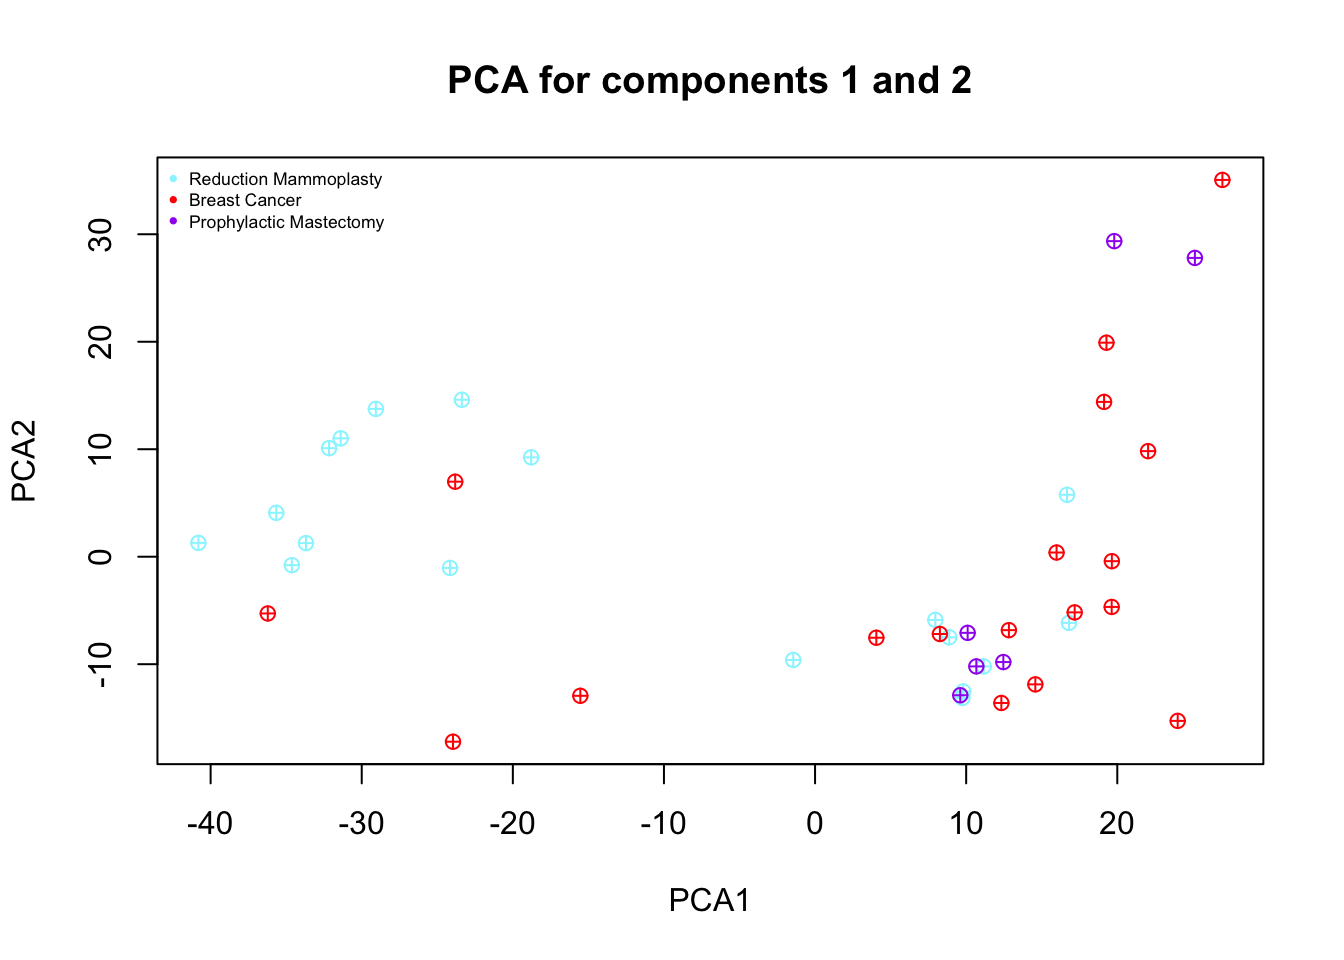 PCA for components 1 and 2
Reduction Mammoplasty
Breast Cancer
Prophylactic Mastectomy
30
20
10
0
-10
PCA2
-40 -30 -20 -10 0 10 20
PCA1